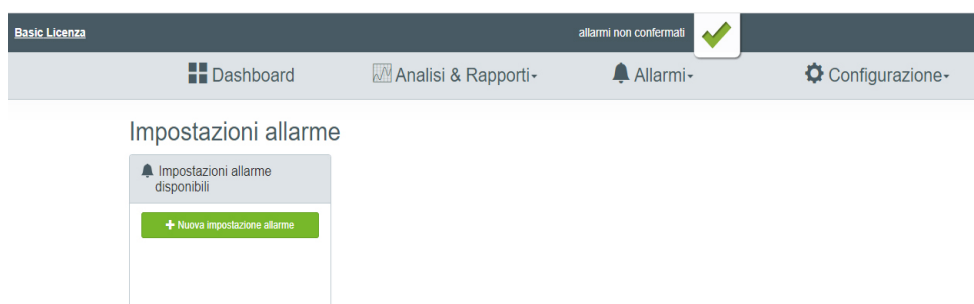 Basic Licenza
allarmi non confermati
Dashboard
Analisi & Rapporti
Allarmi
Configurazione
Impostazioni allarme
Impostazioni allarme
disponibili
+ Nuova impostazione allarme